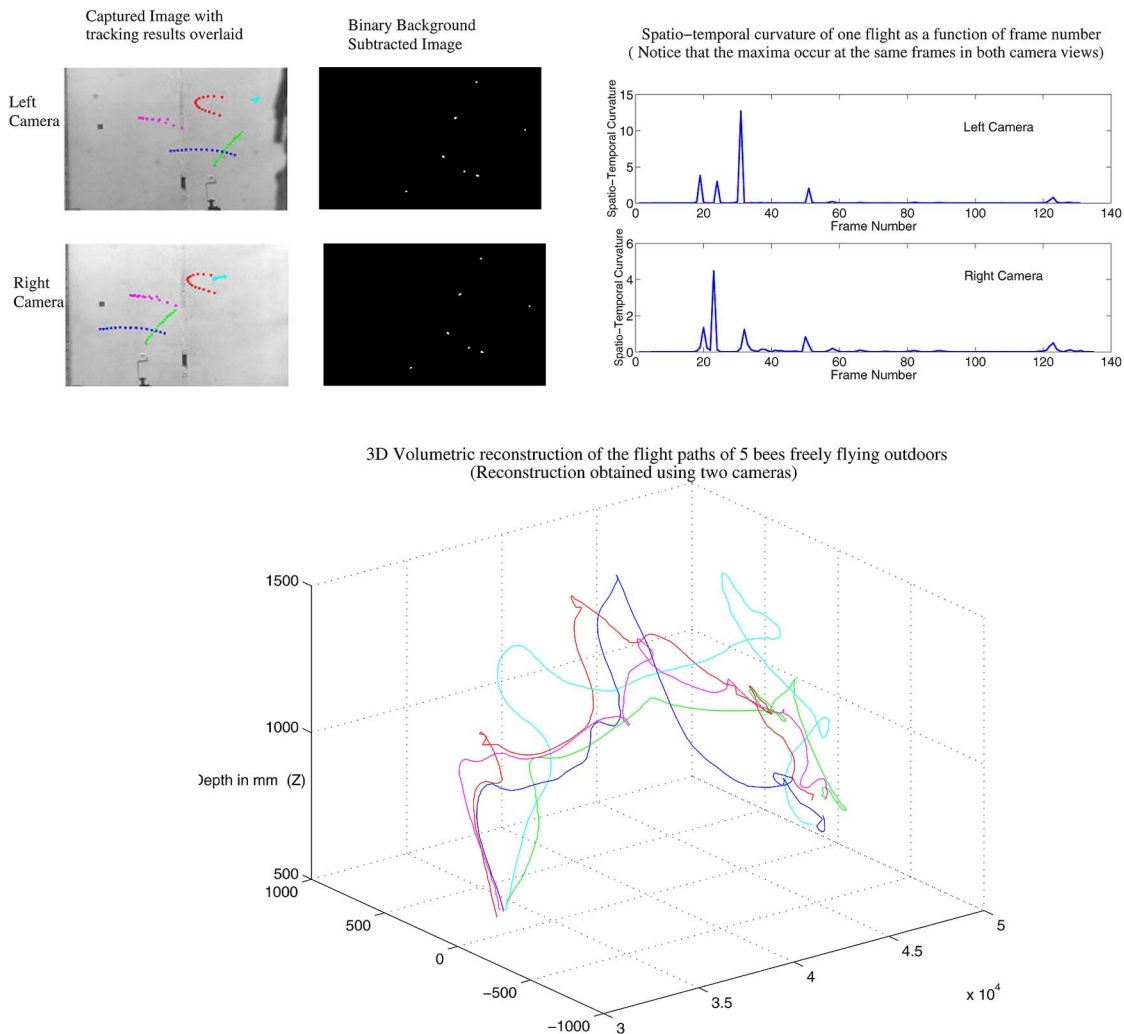 Captured Image with
tracking results overlaid
Binary Background
Subtracted Image
Left
Camera
Right
Camera
Spatio-temporal curvature of one flight as a function of frame number
( Notice that the maxima occur at the same frames in both camera views)
Spatio-Temporal Curvature
15
10
5
0
Left Camera
0 20 40 60 80 100 120 140
Frame Number
Spatio-Temporal Curvature
6
4
2
0
Right Camera
0 20 40 60 80 100 120 140
Frame Number
3D Volumetric reconstruction of the flight paths of 5 bees freely flying outdoors
(Reconstruction obtained using two cameras)
1500
1000
Depth in mm (Z)
500
1000
500
0
-500
-1000
3
3.5
4
4.5
5
x 10⁴